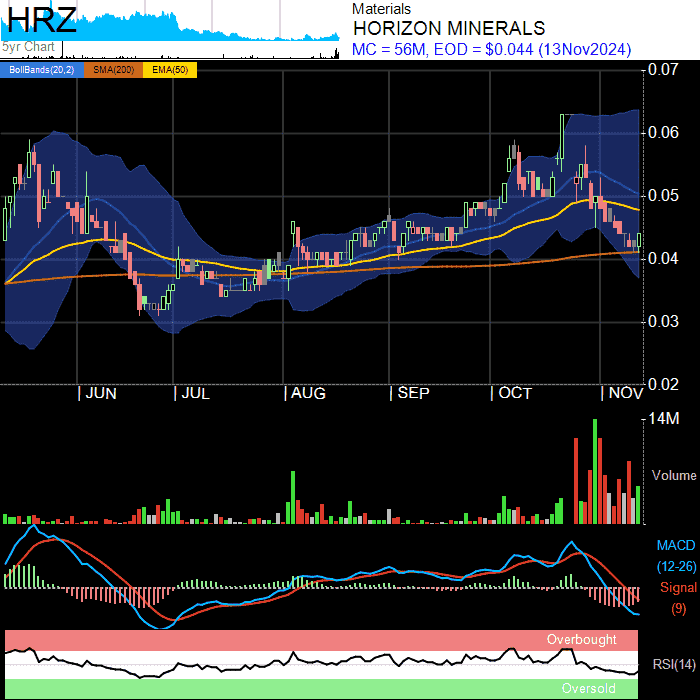 HRZ
5yr Chart
Materials
HORIZON MINERALS
MC = 56M, EOD = $0.044 (13Nov2024)
BollBands(20,2) SMA(200) EMA(50)
0.07
0.06
0.05
0.04
0.03
0.02
| JUN | JUL | AUG | SEP | OCT | NOV
14M
Volume
MACD
(12-26)
Signal
(9)
Overbought
RSI(14)
Oversold